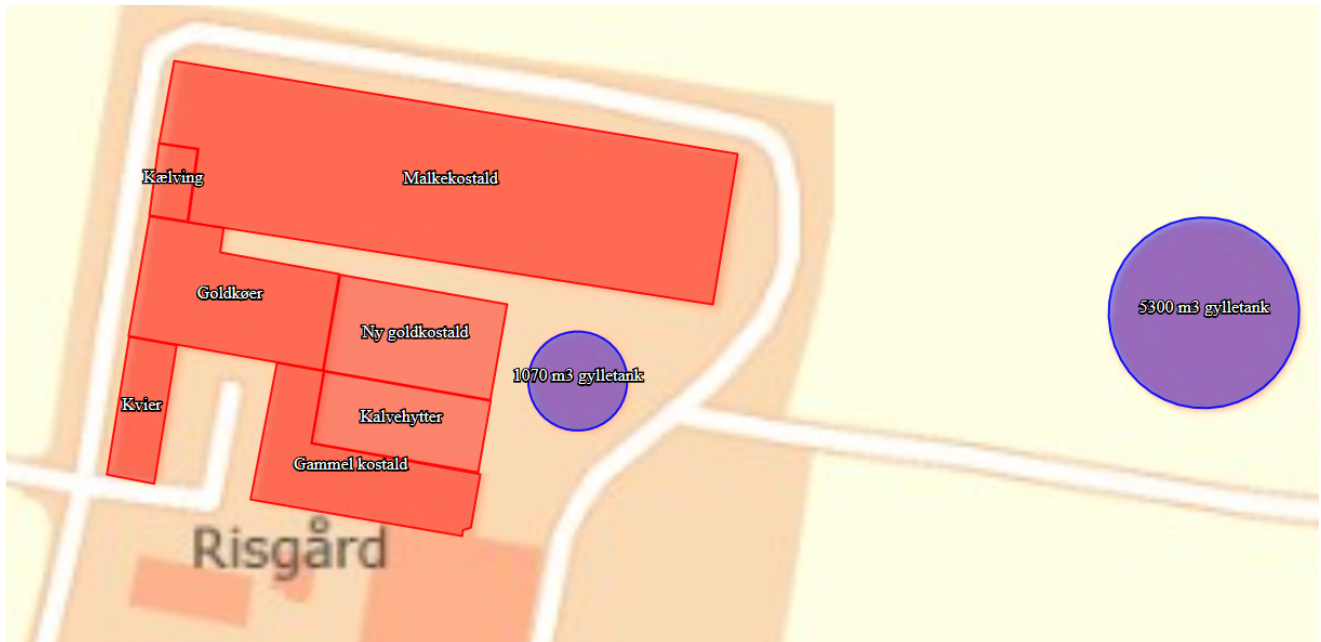 Malkekostald
Kælving
Goldkøer
5300 m3 gylletank
Ny goldkostald
1070 m3 gylletank
Kvier
Kalvehytter
Gammel kostald
Risgård